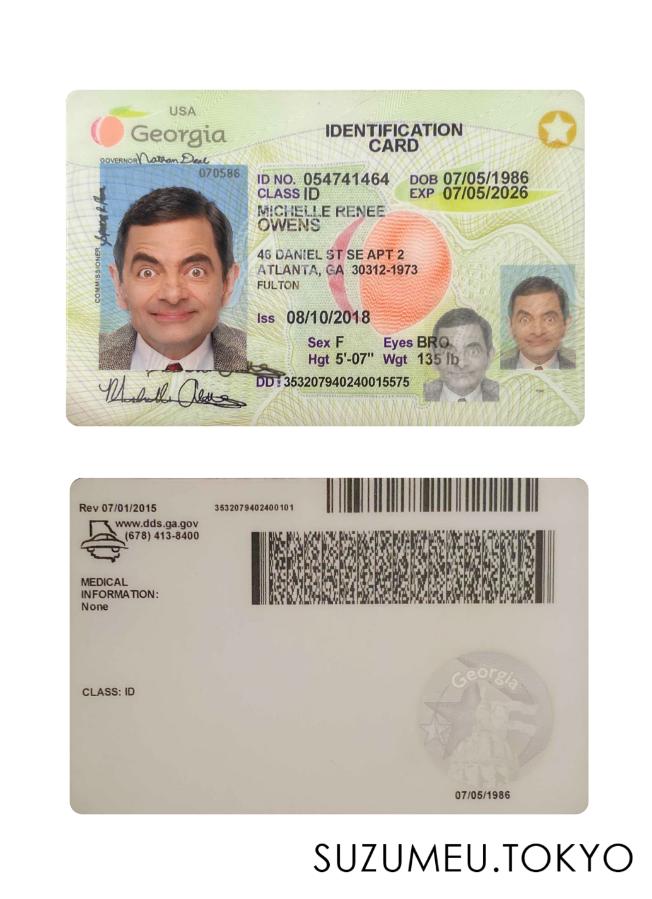 USA
Georgia
IDENTIFICATION
CARD
GOVERNOR Nathan Deal
070586
COMMISSIONER
ID NO. 054741464 DOB 07/05/1986
CLASS ID EXP 07/05/2026
MICHELLE RENEE
OWENS
46 DANIEL ST SE APT 2
ATLANTA, GA 30312-1973
FULTON
Iss 08/10/2018
Sex F Eyes BRO
Hgt 5'-07" Wgt 135 lb
DD: 353207940240015575
Rev 07/01/2015 3532079402400101
www.dds.ga.gov
(678) 413-8400
MEDICAL
INFORMATION:
None
CLASS: ID
Georgia
07/05/1986
SUZUMEU.TOKYO